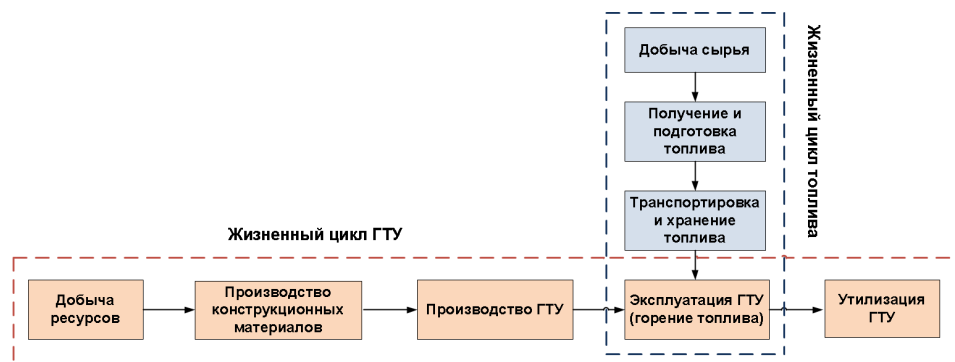 Добыча сырья
Получение и
подготовка
топлива
Транспортировка
и хранение
топлива
Жизненный цикл топлива
Жизненный цикл ГТУ
Добыча
ресурсов
Производство
конструкционных
материалов
Производство ГТУ
Эксплуатация ГТУ
(горение топлива)
Утилизация
ГТУ